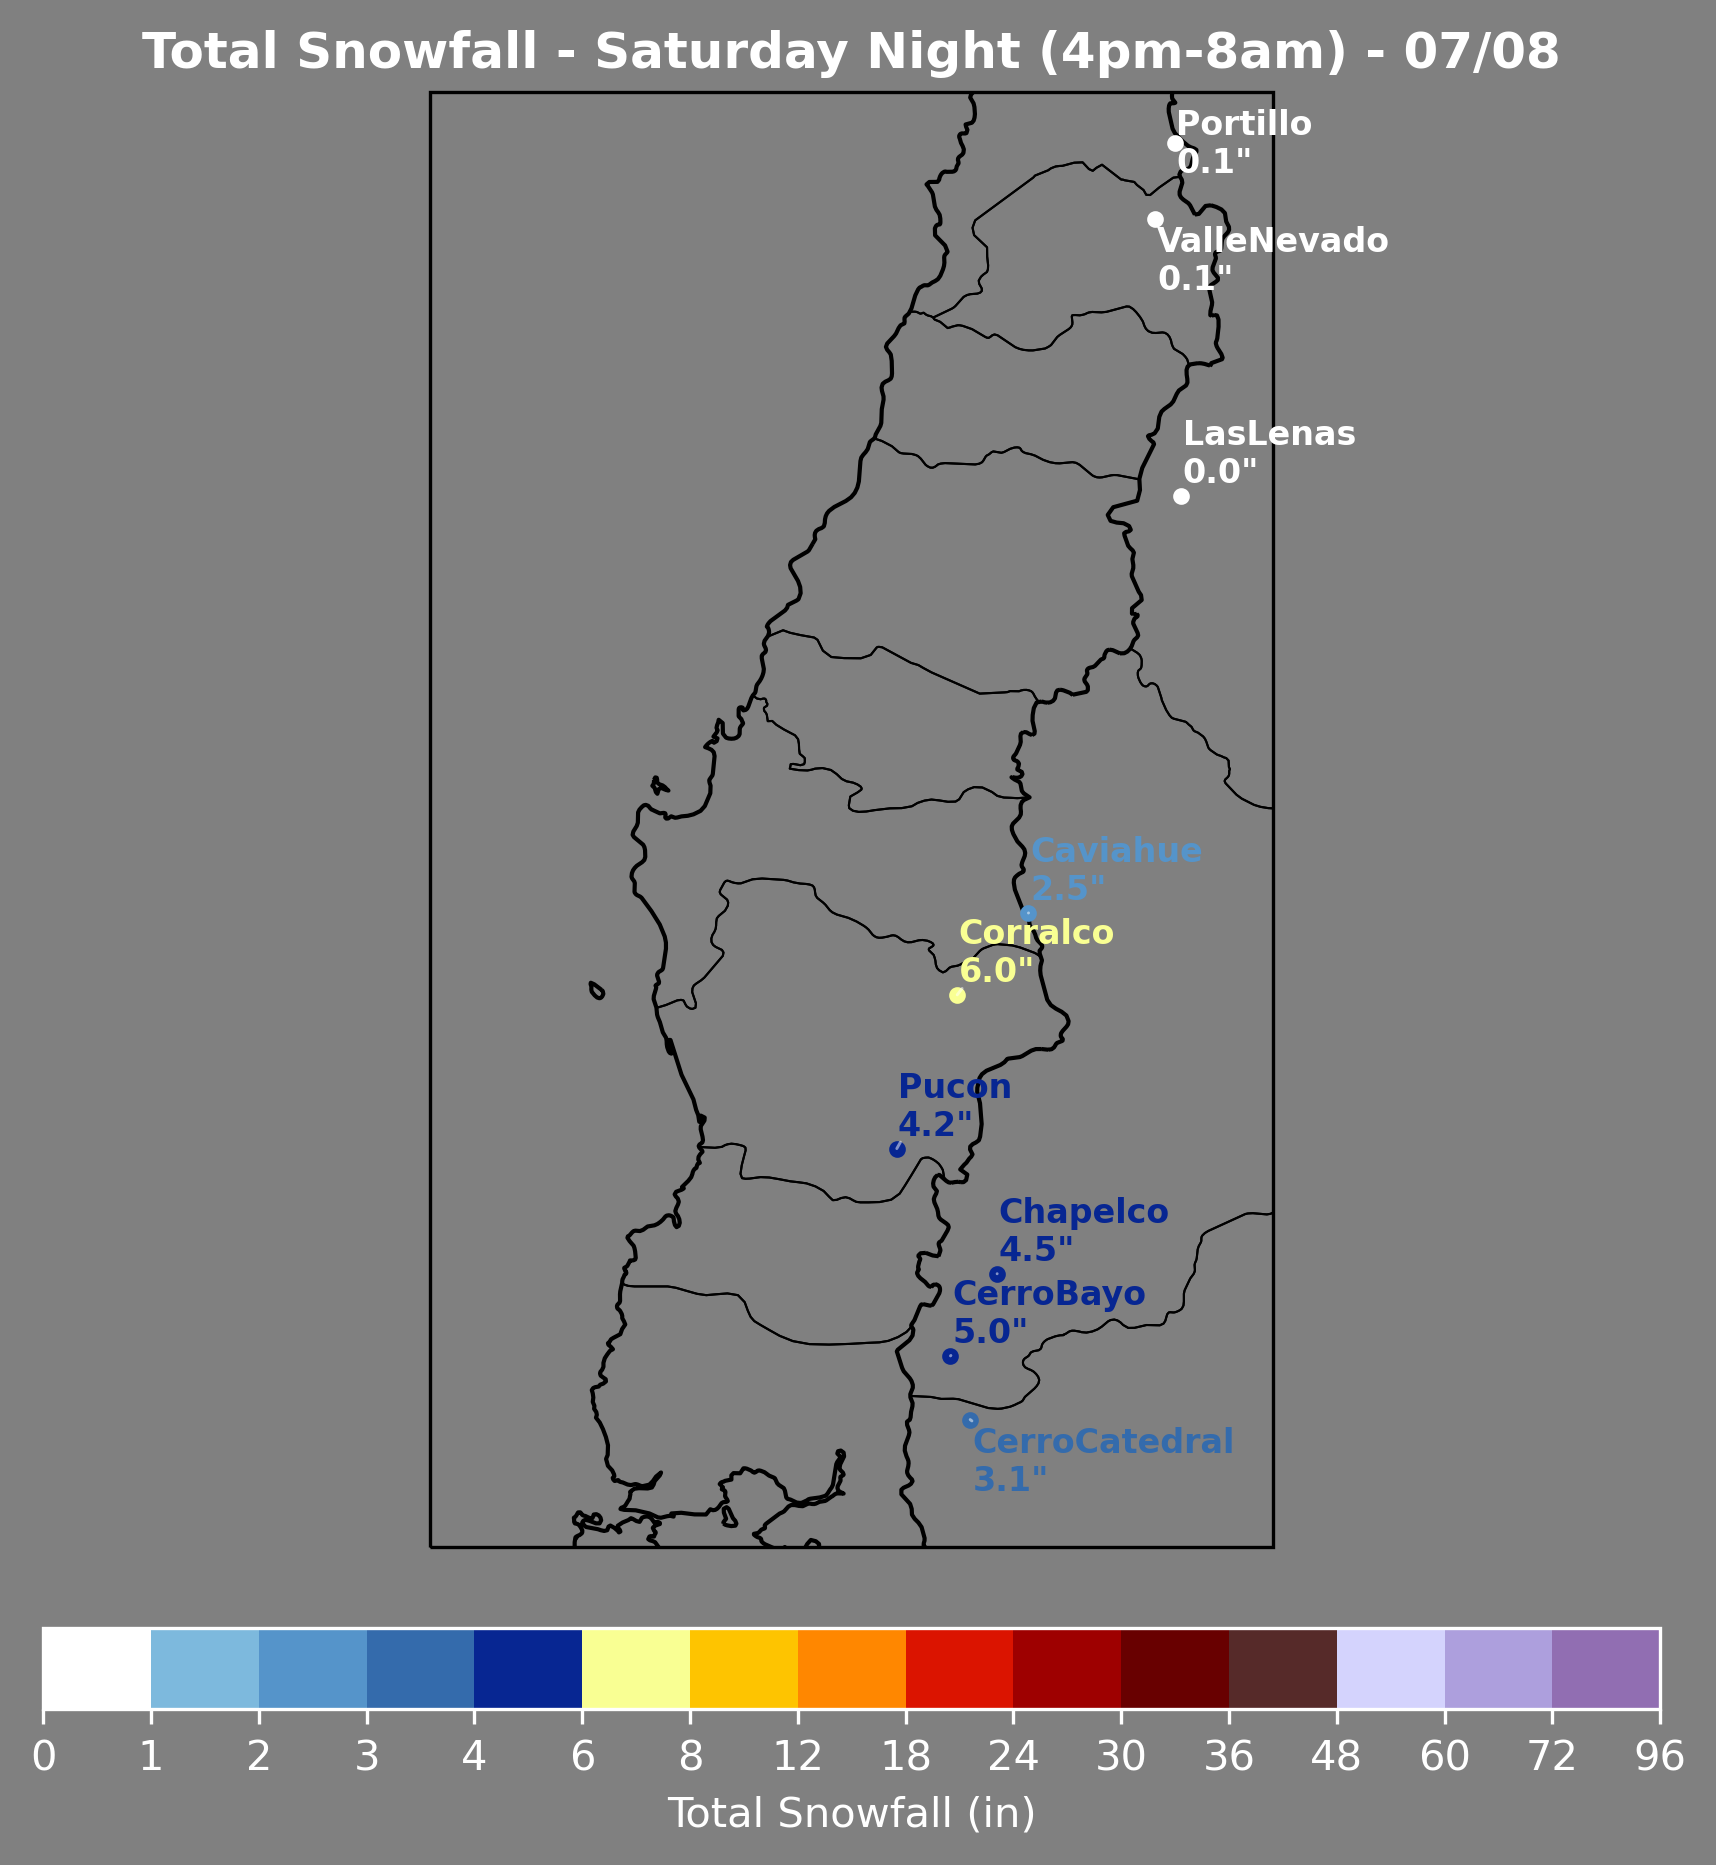 Total Snowfall - Saturday Night (4pm-8am) - 07/08
Portillo
0.1"
ValleNevado
0.1"
LasLenas
0.0"
Caviahue
2.5"
Corralco
6.0"
Pucon
4.2"
Chapelco
4.5"
CerroBayo
5.0"
CerroCatedral
3.1"
0 1 2 3 4 6 8 12 18 24 30 36 48 60 72 96
Total Snowfall (in)